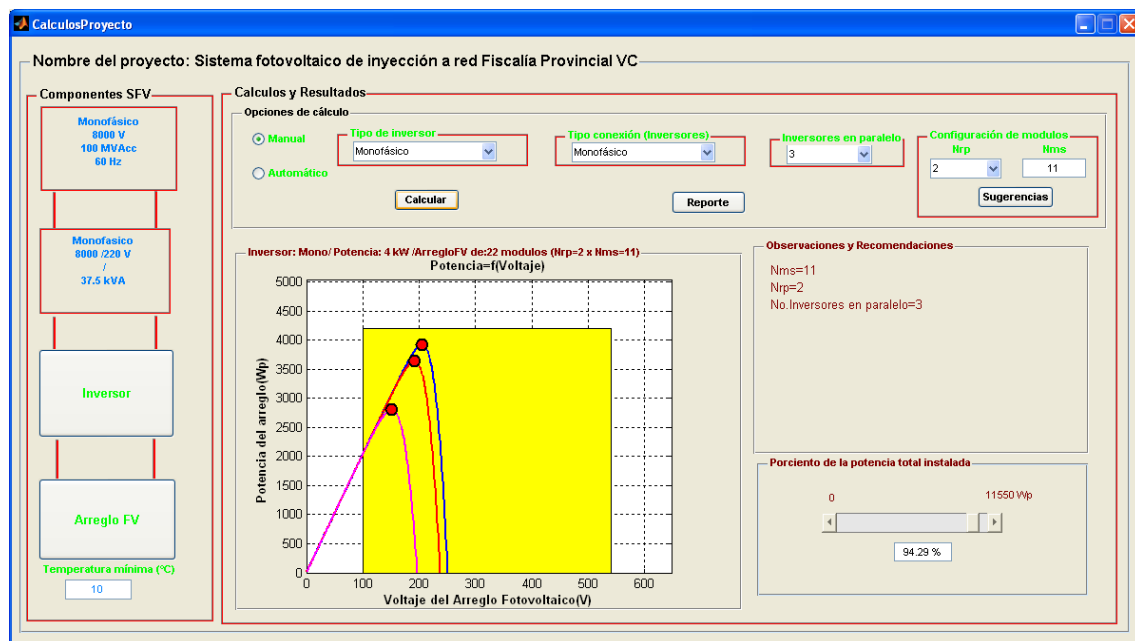 CalculosProyecto
Nombre del proyecto: Sistema fotovoltaico de inyección a red Fiscalía Provincial VC
Componentes SFV
Monofásico
8000 V
100 MVAcc
60 Hz
Monofasico
8000 /220 V
/
37.5 kVA
Inversor
Arreglo FV
Temperatura mínima (ºC)
10
Calculos y Resultados
Opciones de cálculo
Manual
Automático
Tipo de inversor
Monofásico
Tipo conexión (Inversores)
Monofásico
Inversores en paralelo
3
Configuración de modulos
Nrp Nms
2 11
Calcular
Reporte
Sugerencias
Inversor: Mono/ Potencia: 4 kW /ArregloFV de:22 modulos (Nrp=2 x Nms=11)
Potencia=f(Voltaje)
Potencia del arreglo(Wp)
5000
4500
4000
3500
3000
2500
2000
1500
1000
500
0
0 100 200 300 400 500 600
Voltaje del Arreglo Fotovoltaico(V)
Observaciones y Recomendaciones
Nms=11
Nrp=2
No.Inversores en paralelo=3
Porciento de la potencia total instalada
0 11550 Wp
94.29 %